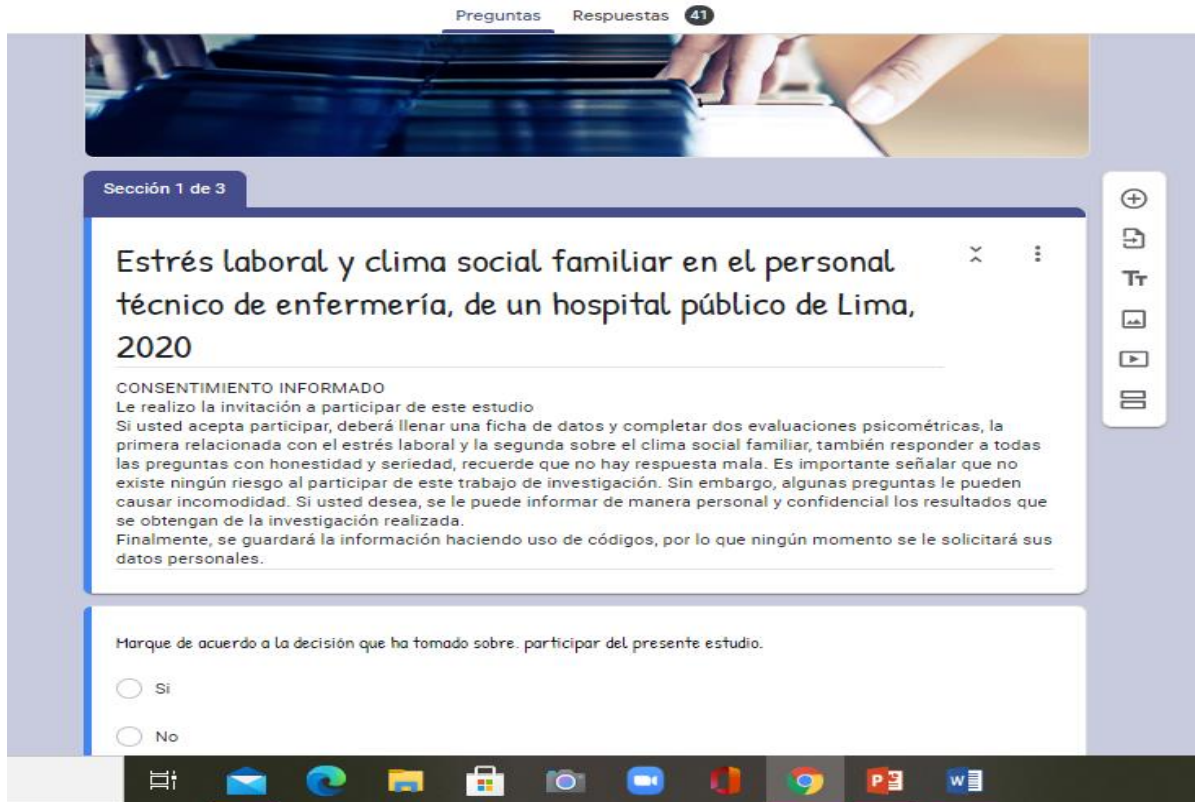 Preguntas Respuestas 41
Sección 1 de 3
Estrés laboral y clima social familiar en el personal
técnico de enfermería, de un hospital público de Lima,
2020
CONSENTIMIENTO INFORMADO
Le realizo la invitación a participar de este estudio
Si usted acepta participar, deberá llenar una ficha de datos y completar dos evaluaciones psicométricas, la
primera relacionada con el estrés laboral y la segunda sobre el clima social familiar, también responder a todas
las preguntas con honestidad y seriedad, recuerde que no hay respuesta mala. Es importante señalar que no
existe ningún riesgo al participar de este trabajo de investigación. Sin embargo, algunas preguntas le pueden
causar incomodidad. Si usted desea, se le puede informar de manera personal y confidencial los resultados que
se obtengan de la investigación realizada.
Finalmente, se guardará la información haciendo uso de códigos, por lo que ningún momento se le solicitará sus
datos personales.
Marque de acuerdo a la decisión que ha tomado sobre. participar del presente estudio.
Si
No